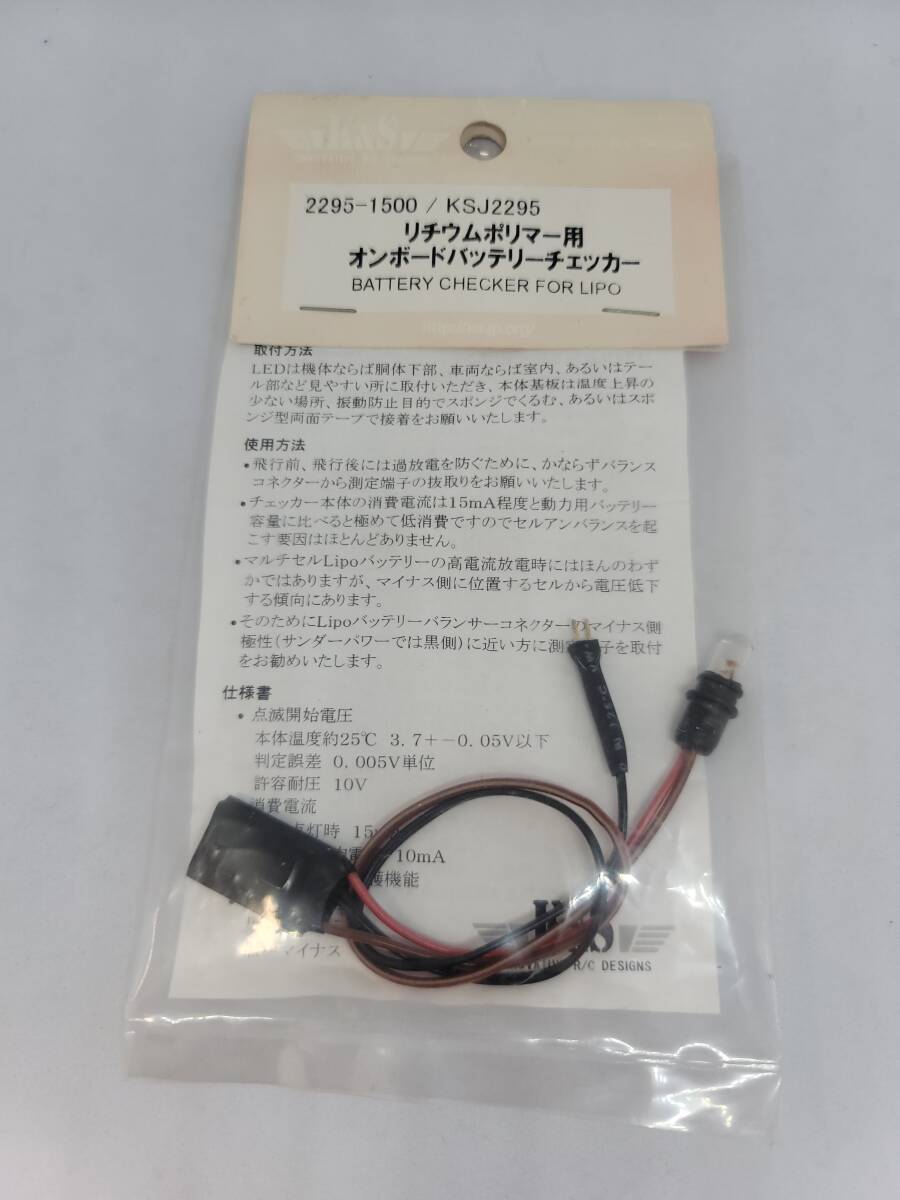 K&S
2295-1500 / KSJ2295
リチウムポリマー用
オンボードバッテリーチェッカー
BATTERY CHECKER FOR LIPO
取付方法
LEDは機体ならば胴体下部、車両ならば室内、あるいはテー
ル部など見やすい所に取付いただき、本体基板は温度上昇の
少ない場所、振動防止目的でスポンジでくるむ、あるいはスポ
ンジ型両面テープで接着をお願いいたします。
使用方法
•飛行前、飛行後には過放電を防ぐために、かならずバランス
コネクターから測定端子の抜取りをお願いいたします。
•チェッカー本体の消費電流は15mA程度と動力用バッテリー
容量に比べると極めて低消費ですのでセルアンバランスを起
こす要因はほとんどありません。
•マルチセルLipoバッテリーの高電流放電時にはほんのわず
かではありますが、マイナス側に位置するセルから電圧低下
する傾向にあります。
•そのためにLipoバッテリーバランサーコネクターのマイナス側
極性(サンダーパワーでは黒側)に近い方に測定 子を取付
をお勧めいたします。
仕様書
• 点滅開始電圧
本体温度約25℃ 3.7+-0.05V以下
判定誤差 0.005V単位
許容耐圧 10V
消費電流
点灯時 15
10mA
機能
マイナス
K&S
R/C DESIGNS